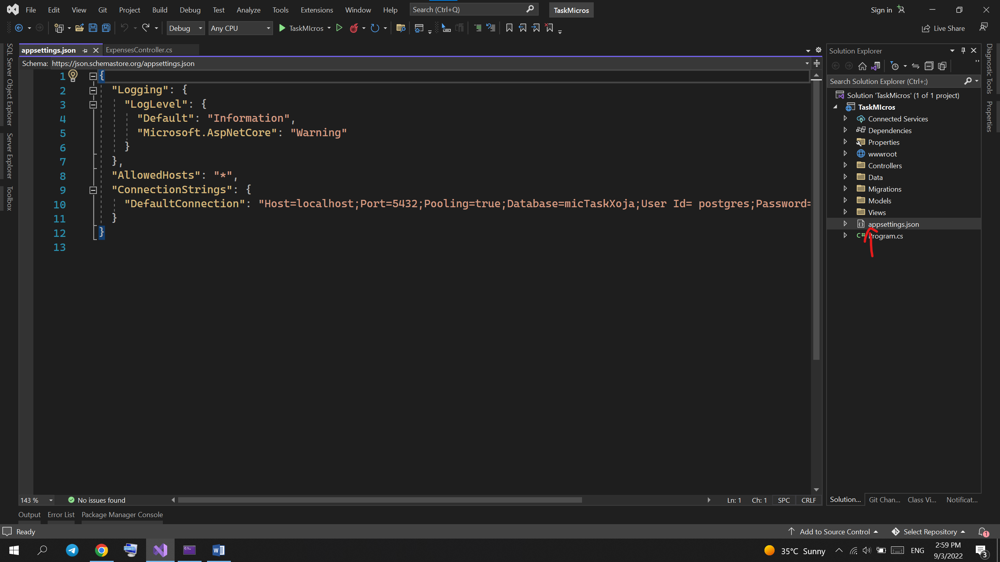 File Edit View Git Project Build Debug Test Analyze Tools Extensions Window Help Search (Ctrl+Q) TaskMicros Sign in
Debug Any CPU TaskMIcros Live Share
SQL Server Object Explorer
Server Explorer
Toolbox
appsettings.json ExpensesController.cs
Schema: https://json.schemastore.org/appsettings.json
1 {
2 "Logging": {
3 "LogLevel": {
4 "Default": "Information",
5 "Microsoft.AspNetCore": "Warning"
6 }
7 },
8 "AllowedHosts": "*",
9 "ConnectionStrings": {
10 "DefaultConnection": "Host=localhost;Port=5432;Pooling=true;Database=micTaskXoja;User Id= postgres;Password=
11 }
12 }
13
143 % No issues found Ln: 1 Ch: 1 SPC CRLF
Solution Explorer
Search Solution Explorer (Ctrl+;)
Solution 'TaskMicros' (1 of 1 project)
TaskMIcros
Connected Services
Dependencies
Properties
wwwroot
Controllers
Data
Migrations
Models
Views
appsettings.json
C# Program.cs
Solution... Git Chan... Class Vi... Notificat...
Diagnostic Tools
Properties
Output Error List Package Manager Console
Ready Add to Source Control Select Repository 1
35°C Sunny ENG 2:59 PM
9/3/2022
3